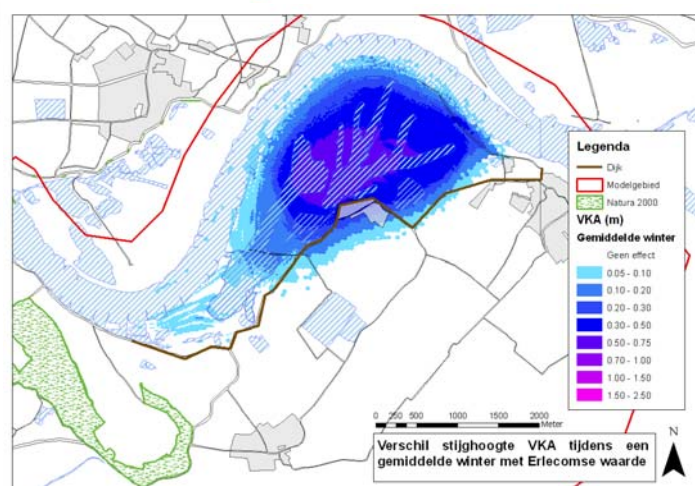 Legenda
Dijk
Modelgebied
Natura 2000
VKA (m)
Gemiddelde winter
Geen effect
0.05 - 0.10
0.10 - 0.20
0.20 - 0.30
0.30 - 0.50
0.50 - 0.75
0.70 - 1.00
1.00 - 1.50
1.50 - 2.50
0 250 500 1000 1500 2000
Meter
N
Verschil stijghoogte VKA tijdens een
gemiddelde winter met Erlecomse waarde